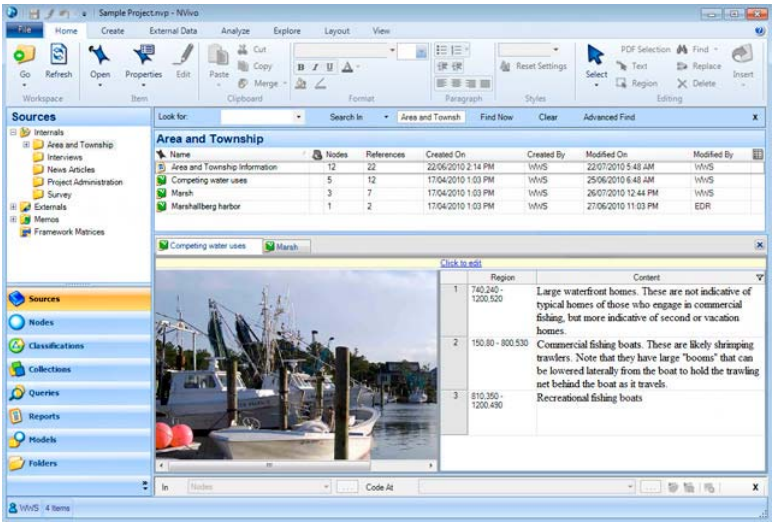 Sample Project.nvp - NVivo
File Home Create External Data Analyze Explore Layout View
Go Refresh Open Properties Edit Paste Cut Copy Merge
B I U A
Reset Settings
Select PDF Selection Text Region Find Replace Delete Insert
Workspace Item Clipboard Format Paragraph Styles Editing
Sources
Internals
Area and Township
Interviews
News Articles
Project Administration
Survey
Externals
Memos
Framework Matrices
Sources
Nodes
Classifications
Collections
Queries
Reports
Models
Folders
Look for: Search In Area and Townsh Find Now Clear Advanced Find x
Area and Township
Name Nodes References Created On Created By Modified On Modified By
Area and Township Information 12 22 22/06/2010 2:14 PM WWS 22/07/2010 5:48 AM WWS
Competing water uses 5 12 17/04/2010 1:03 PM WWS 25/06/2010 6:48 AM WWS
Marsh 3 7 17/04/2010 1:03 PM WWS 26/07/2010 12:44 PM WWS
Marshallberg harbor 1 2 17/04/2010 1:03 PM WWS 27/06/2010 11:03 PM EDR
Competing water uses Marsh
Click to edit
Region Content
1 740,240 - 1200,520 Large waterfront homes. These are not indicative of
typical homes of those who engage in commercial
fishing, but more indicative of second or vacation
homes.
2 150,80 - 800,530 Commercial fishing boats. These are likely shrimping
trawlers. Note that they have large "booms" that can
be lowered laterally from the boat to hold the trawling
net behind the boat as it travels.
3 810,350 - 1200,490 Recreational fishing boats
In Nodes Code At x
WWS 4 Items